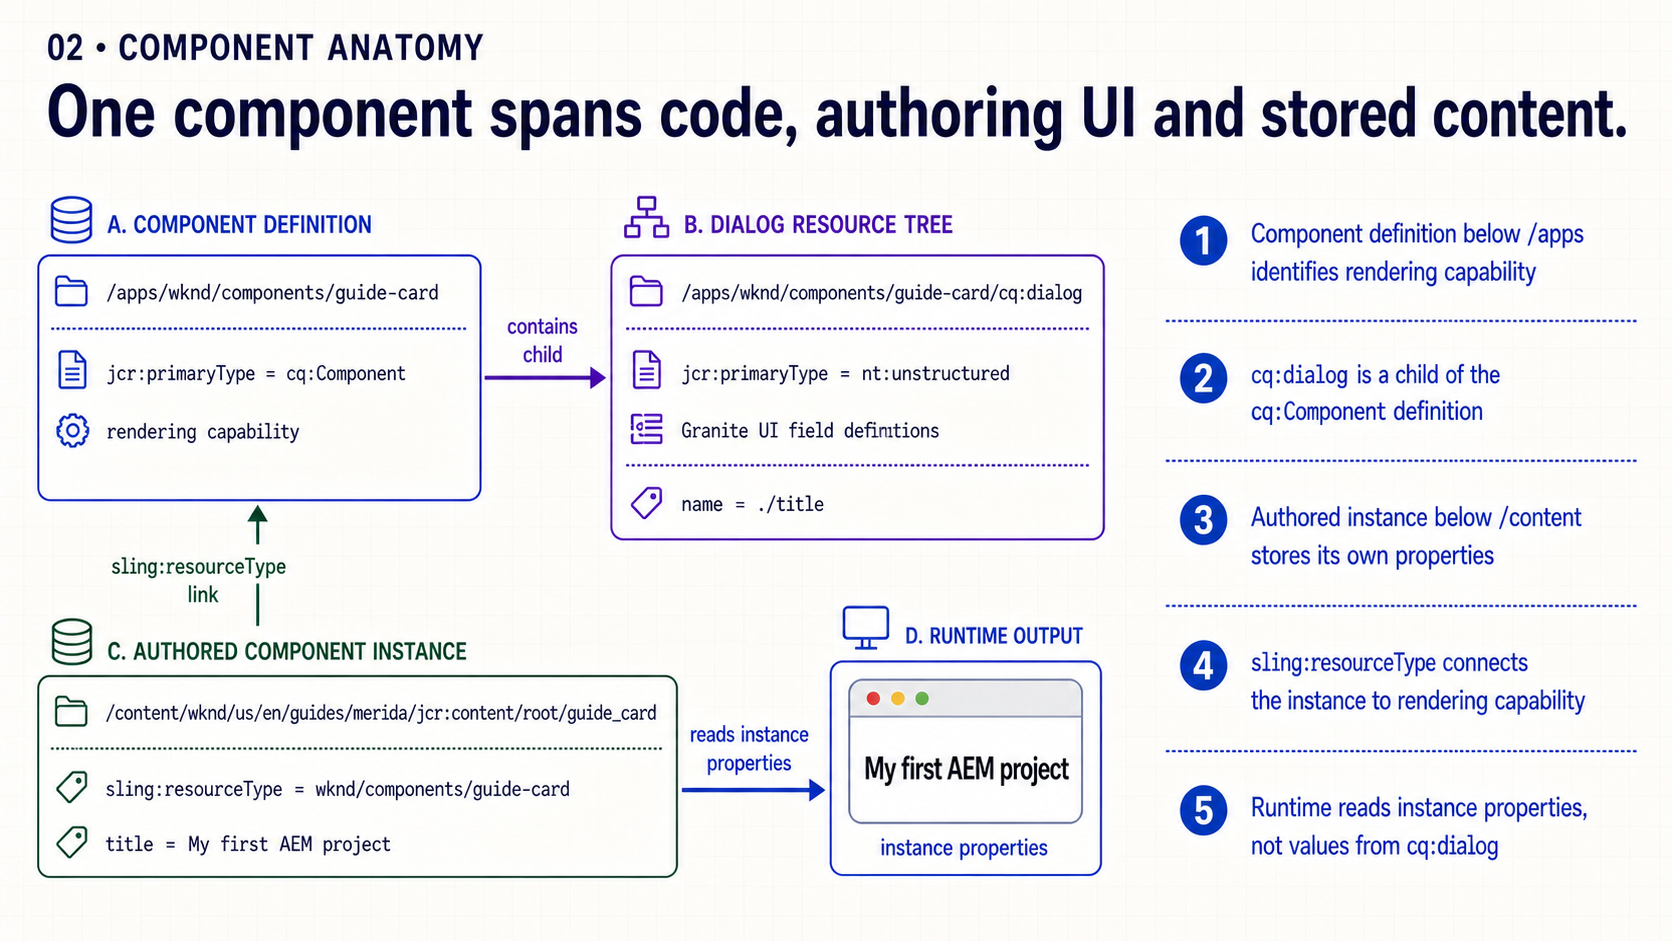 02 • COMPONENT ANATOMY
One component spans code, authoring UI and stored content.
A. COMPONENT DEFINITION
/apps/wknd/components/guide-card
jcr:primaryType = cq:Component
rendering capability
contains
child
B. DIALOG RESOURCE TREE
/apps/wknd/components/guide-card/cq:dialog
jcr:primaryType = nt:unstructured
Granite UI field definitions
name = ./title
sling:resourceType
link
C. AUTHORED COMPONENT INSTANCE
/content/wknd/us/en/guides/merida/jcr:content/root/guide_card
sling:resourceType = wknd/components/guide-card
title = My first AEM project
reads instance
properties
D. RUNTIME OUTPUT
My first AEM project
instance properties
1
Component definition below /apps
identifies rendering capability
2
cq:dialog is a child of the
cq:Component definition
3
Authored instance below /content
stores its own properties
4
sling:resourceType connects
the instance to rendering capability
5
Runtime reads instance properties,
not values from cq:dialog